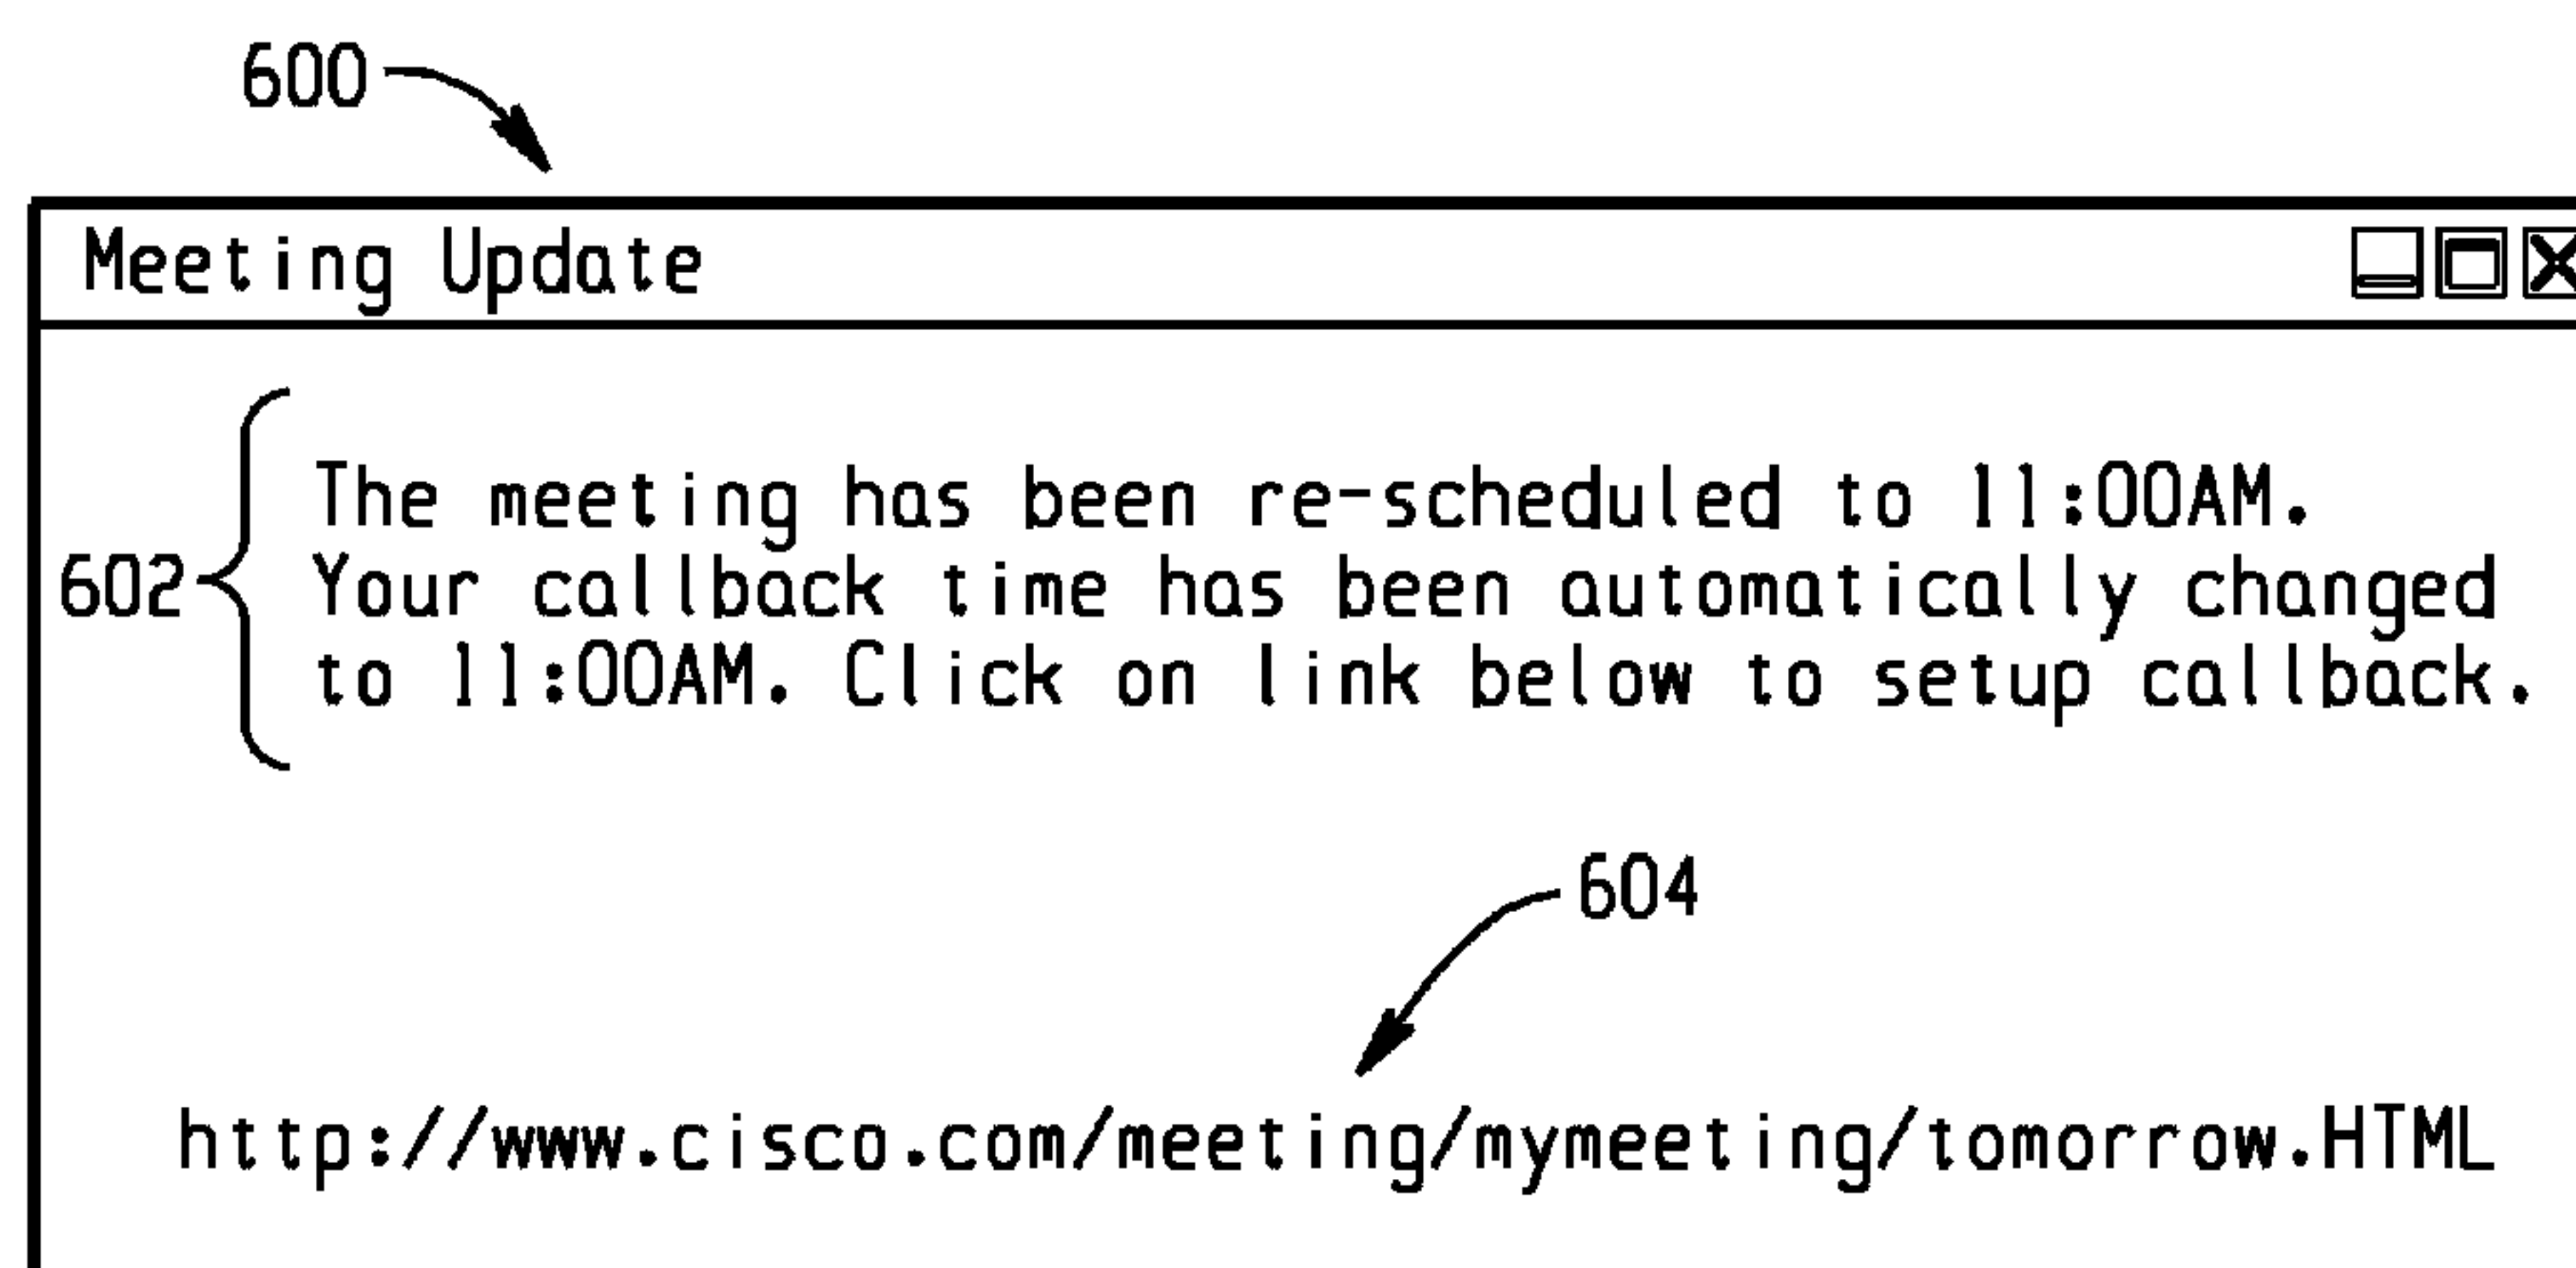 600
Meeting Update
The meeting has been re-scheduled to 11:00AM.
602 Your callback time has been automatically changed
to 11:00AM. Click on link below to setup callback.
604
http://www.cisco.com/meeting/mymeeting/tomorrow.HTML